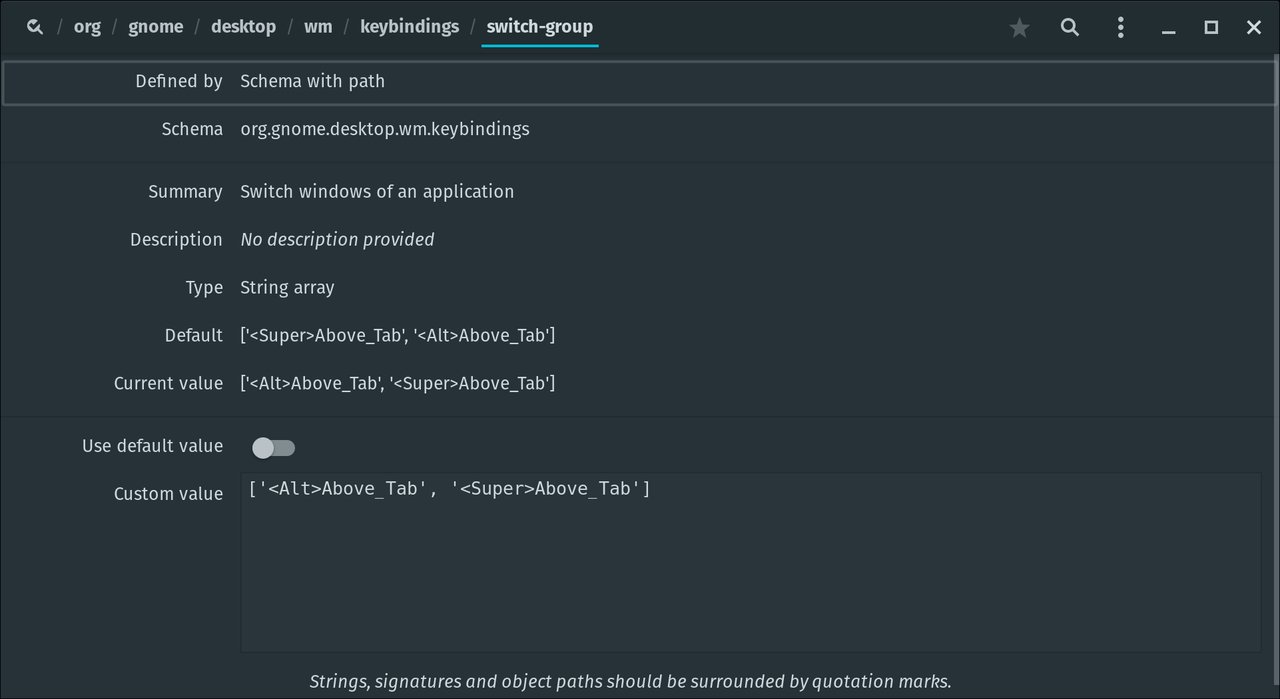 / org / gnome / desktop / wm / keybindings / switch-group
Defined by Schema with path
Schema org.gnome.desktop.wm.keybindings
Summary Switch windows of an application
Description No description provided
Type String array
Default ['<Super>Above_Tab', '<Alt>Above_Tab']
Current value ['<Alt>Above_Tab', '<Super>Above_Tab']
Use default value
Custom value ['<Alt>Above_Tab', '<Super>Above_Tab']
Strings, signatures and object paths should be surrounded by quotation marks.